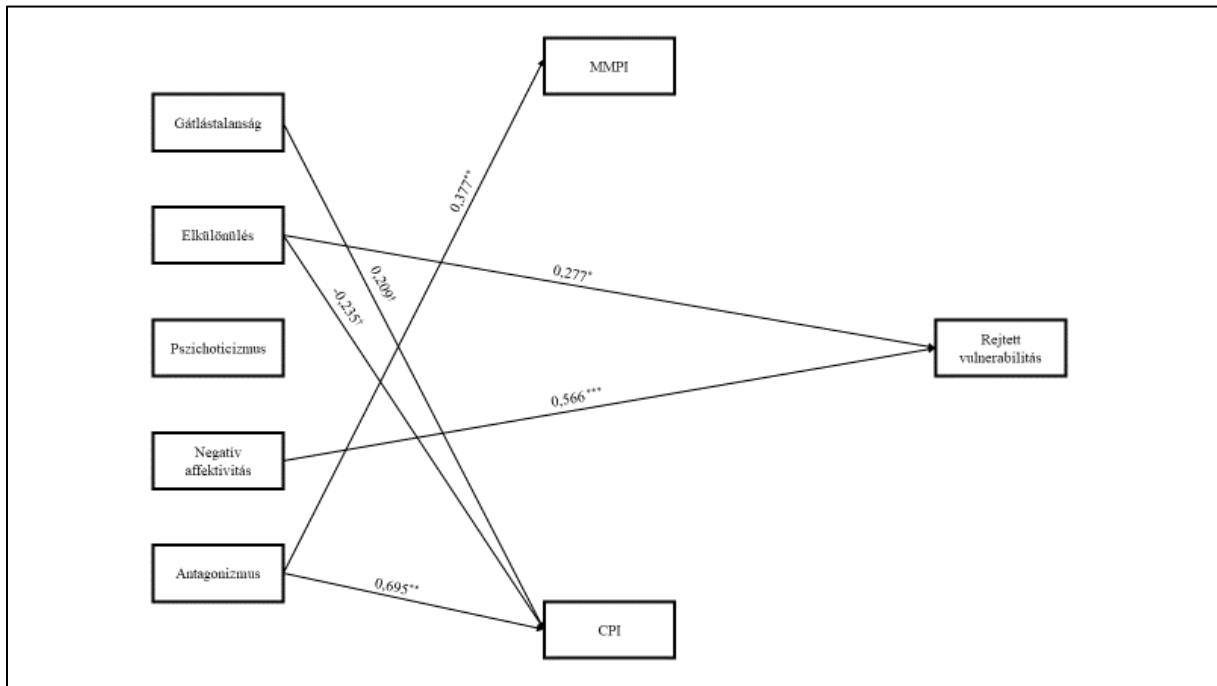 MMPI
Gátlástalanság
0,377**
Elkülönülés
0,277*
0,209†
-0,235†
Pszichoticizmus
Rejtett
vulnerabilitás
0,566***
Negatív
affektivitás
Antagonizmus
0,695**
CPI